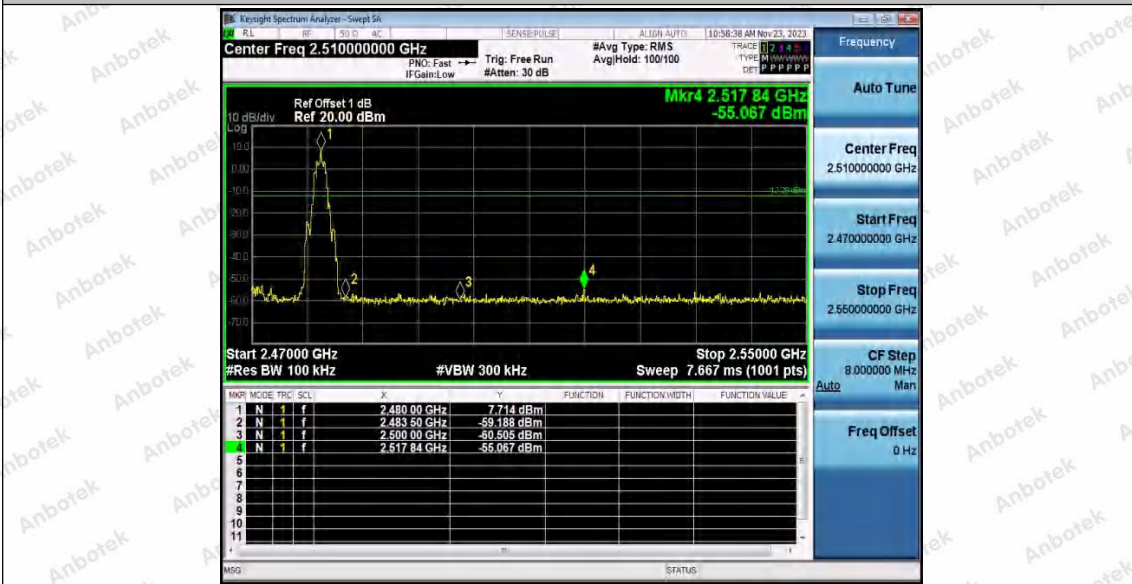 Keysight Spectrum Analyzer - Swept SA
RL RF 50 Ω AC SENSE:PULSE ALIGN AUTO 10:58:38 AM Nov 23, 2023
Center Freq 2.510000000 GHz
PNO: Fast
IFGain:Low
Trig: Free Run
#Atten: 30 dB
#Avg Type: RMS
Avg|Hold: 100/100
TRACE 1 2 3 4 5
TYPE M
DET P P P P P P
Mkr4 2.517 84 GHz
-55.067 dBm
Ref Offset 1 dB
10 dB/div Ref 20.00 dBm
Log
10.0
0.00
-10.0
-20.0
-30.0
-40.0
-50.0
-60.0
-70.0
1
2
3
4
Start 2.47000 GHz Stop 2.55000 GHz
#Res BW 100 kHz #VBW 300 kHz Sweep 7.667 ms (1001 pts)
MKR MODE TRC SCL X Y FUNCTION FUNCTION WIDTH FUNCTION VALUE
1 N 1 f 2.480 00 GHz 7.714 dBm
2 N 1 f 2.483 50 GHz -59.188 dBm
3 N 1 f 2.500 00 GHz -60.505 dBm
4 N 1 f 2.517 84 GHz -55.067 dBm
5
6
7
8
9
10
11
MSG STATUS
Frequency
Auto Tune
Center Freq
2.510000000 GHz
Start Freq
2.470000000 GHz
Stop Freq
2.550000000 GHz
CF Step
8.000000 MHz
Auto Man
Freq Offset
0 Hz
Anbotek